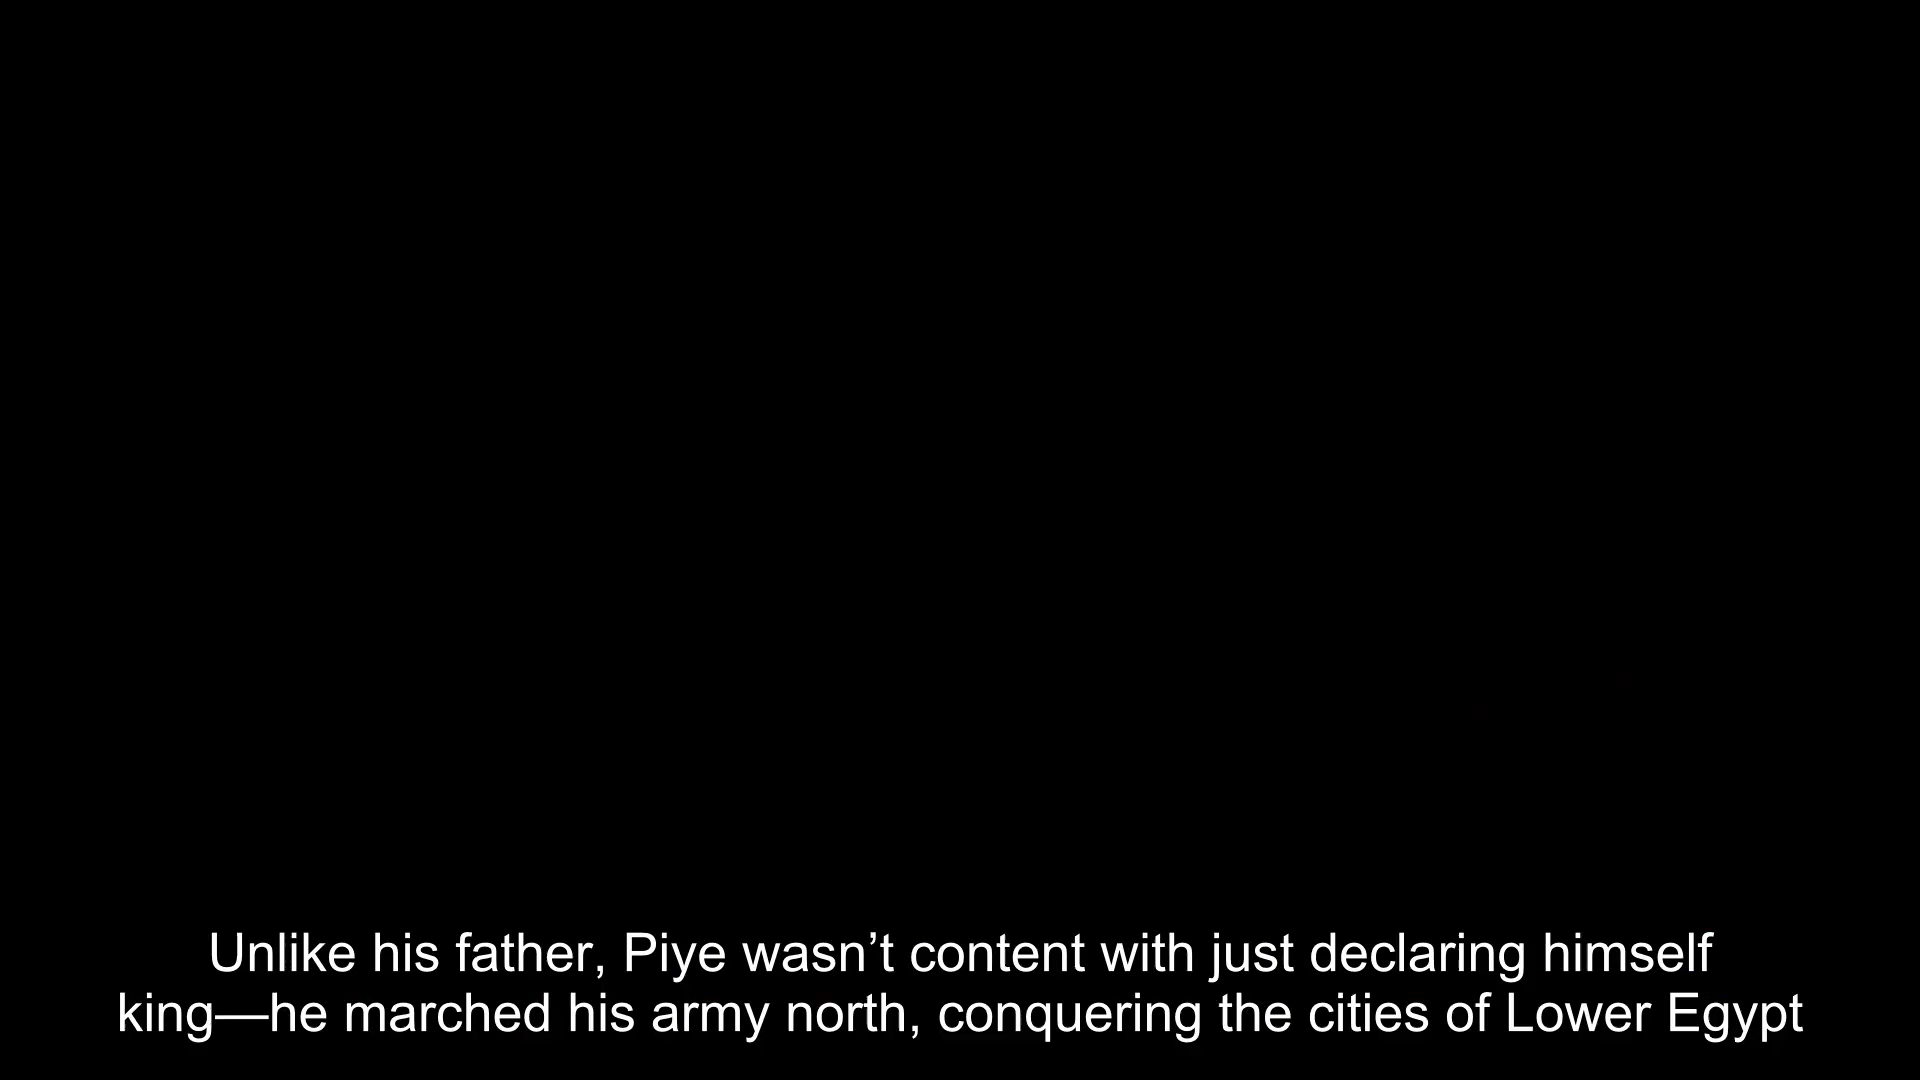 Unlike his father, Piye wasn’t content with just declaring himself
king—he marched his army north, conquering the cities of Lower Egypt